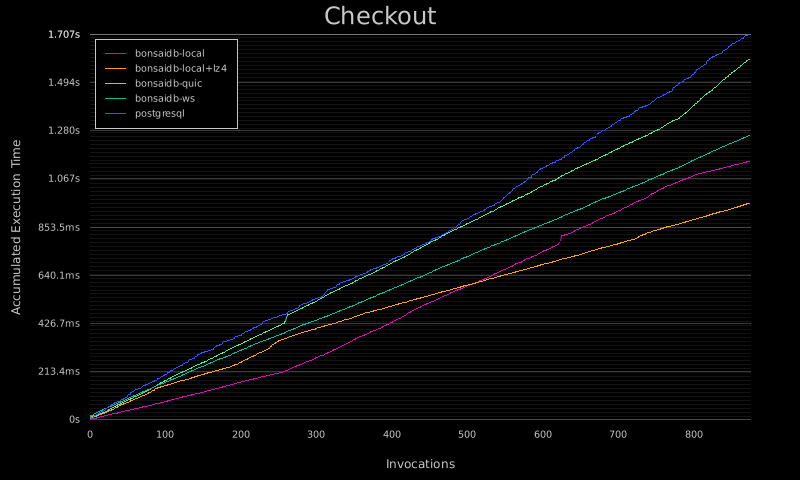 Checkout
1.707s
1.494s
1.280s
1.067s
853.5ms
640.1ms
426.7ms
213.4ms
0s
bonsaidb-local
bonsaidb-local+lz4
bonsaidb-quic
bonsaidb-ws
postgresql
Accumulated Execution Time
0 100 200 300 400 500 600 700 800
Invocations